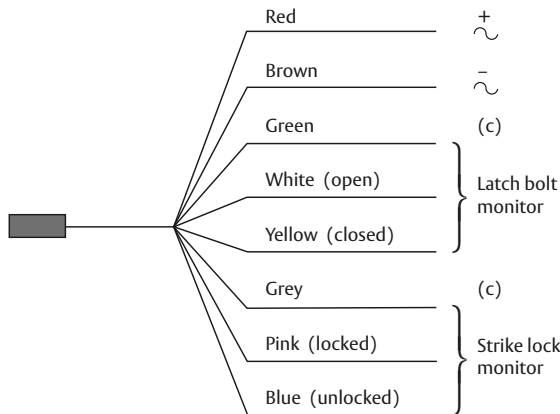 Red +
Brown –
Green (c)
White (open)
Latch bolt
monitor
Yellow (closed)
Grey (c)
Pink (locked)
Strike lock
monitor
Blue (unlocked)